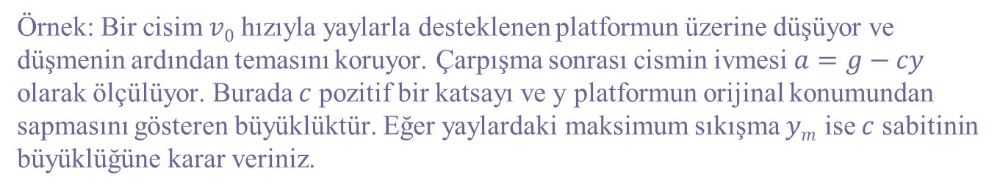 Örnek: Bir cisim v₀ hızıyla yaylarla desteklenen platformun üzerine düşüyor ve
düşmenin ardından temasını koruyor. Çarpışma sonrası cismin ivmesi a = g − cy
olarak ölçülüyor. Burada c pozitif bir katsayı ve y platformun orijinal konumundan
sapmasını gösteren büyüklüktür. Eğer yaylardaki maksimum sıkışma yₘ ise c sabitinin
büyüklüğüne karar veriniz.